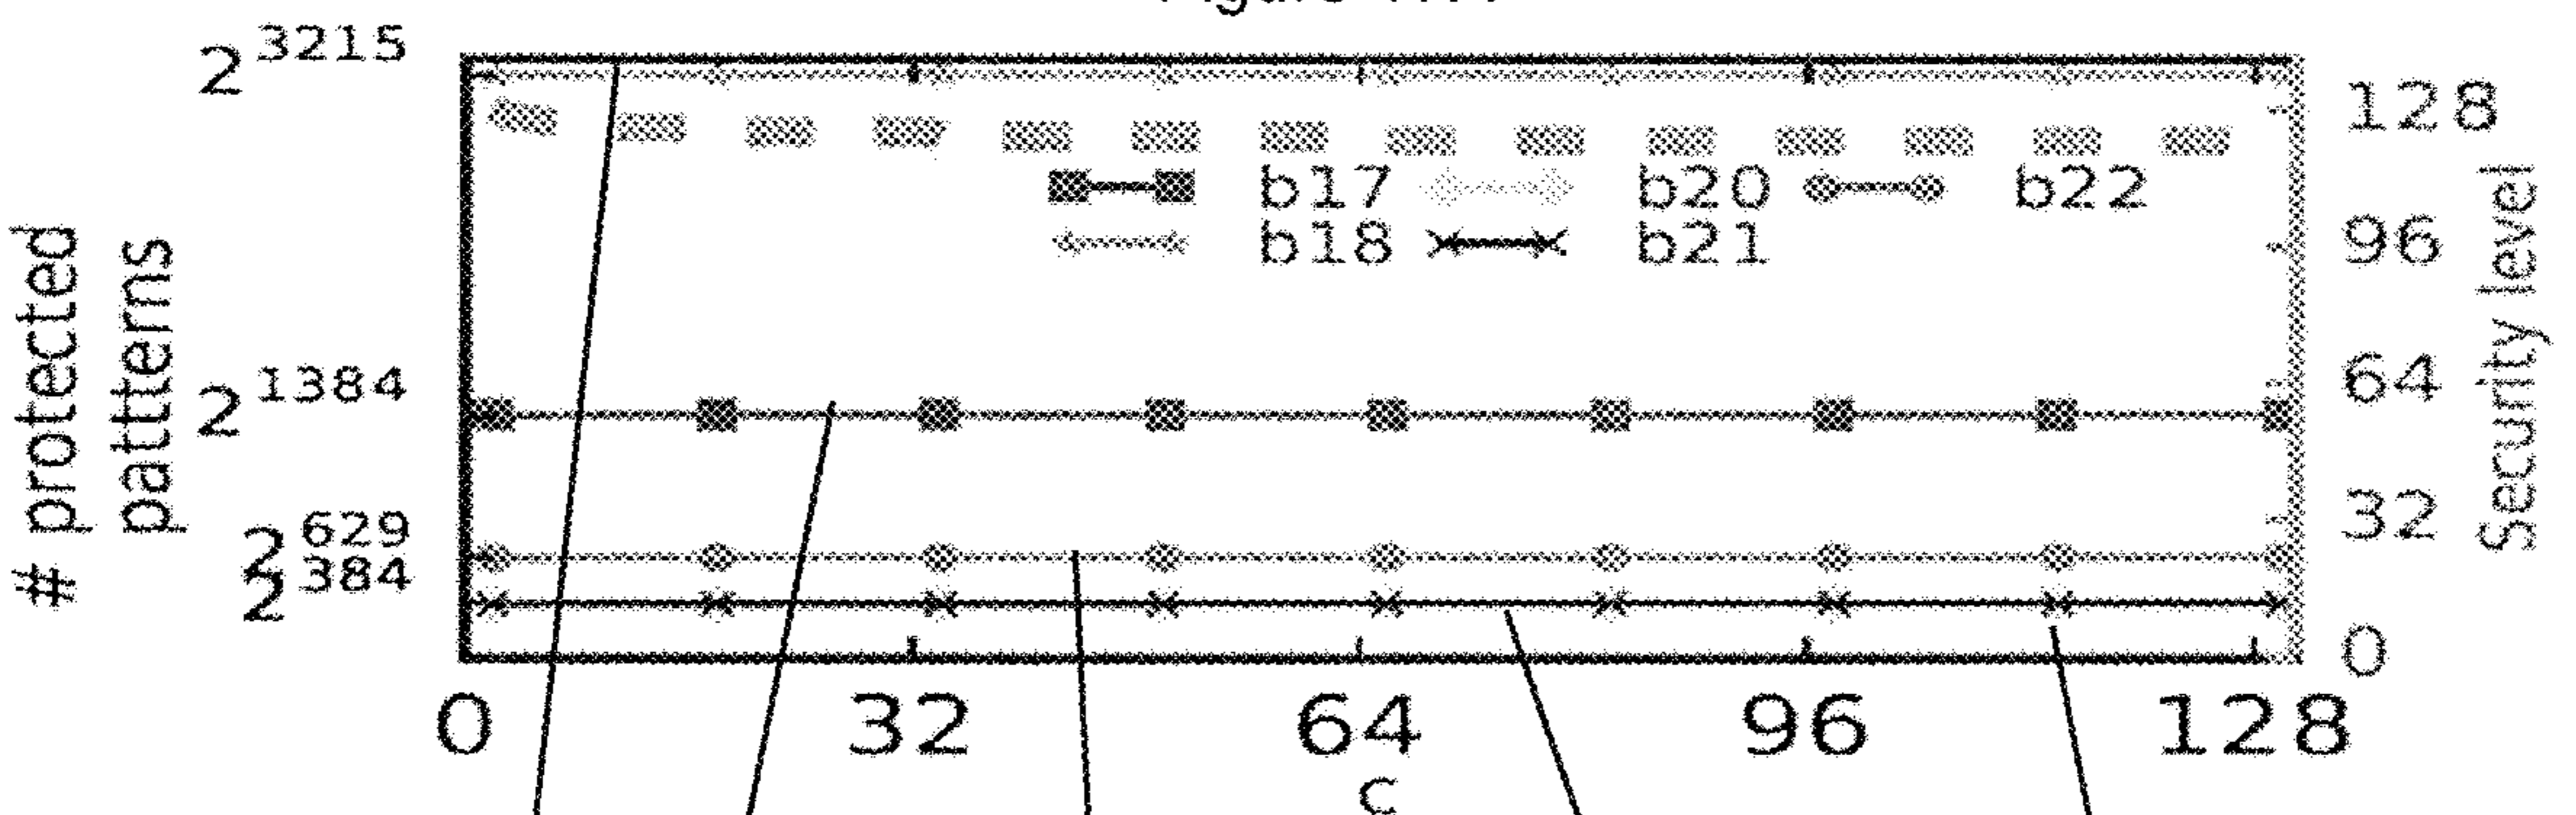 2^3215
128
b17 b20 b22
b18 b21
96
# protected
pattterns
Security level
2^1384
64
2^629
32
2^384
0
0 32 64 96 128
c